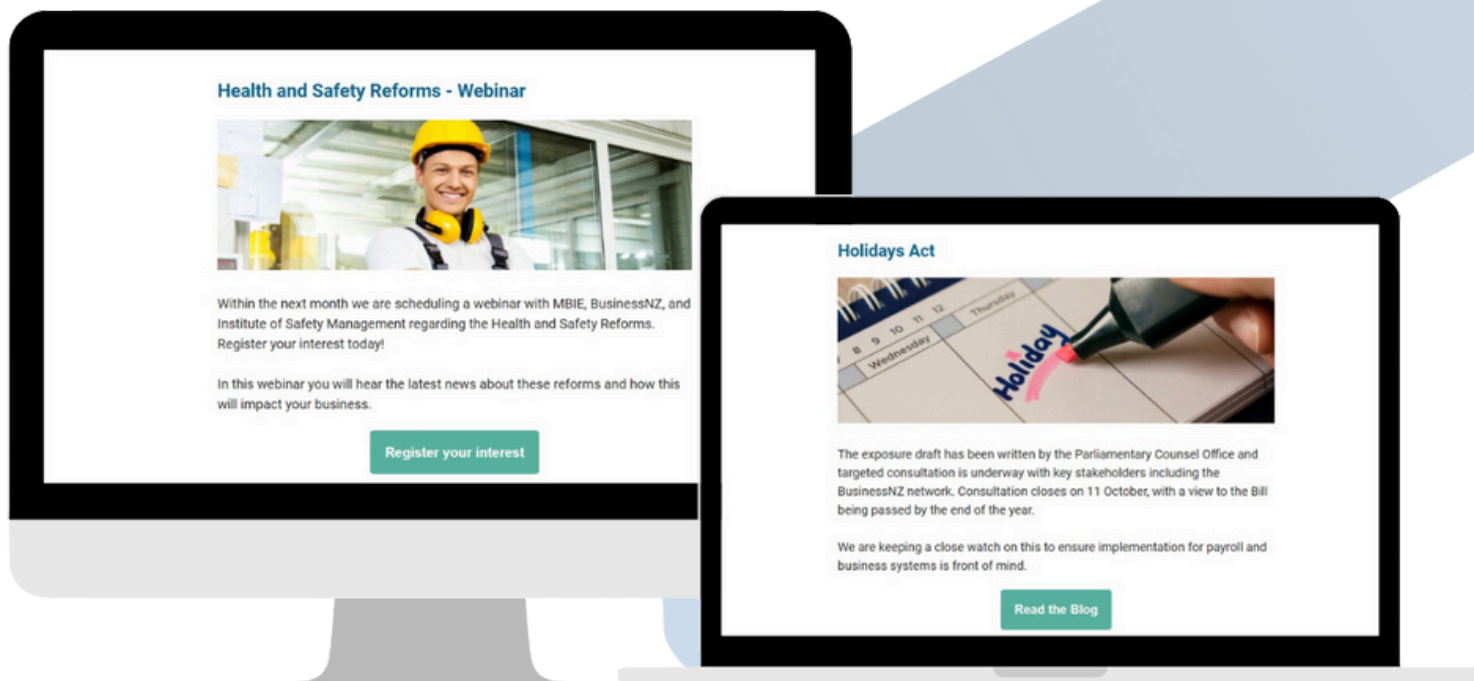 Health and Safety Reforms - Webinar
Within the next month we are scheduling a webinar with MBIE, BusinessNZ, and
Institute of Safety Management regarding the Health and Safety Reforms.
Register your interest today!
In this webinar you will hear the latest news about these reforms and how this
will impact your business.
Register your interest
Holidays Act
8 9 10 11 12
Wednesday
Thursday
Holiday
The exposure draft has been written by the Parliamentary Counsel Office and
targeted consultation is underway with key stakeholders including the
BusinessNZ network. Consultation closes on 11 October, with a view to the Bill
being passed by the end of the year.
We are keeping a close watch on this to ensure implementation for payroll and
business systems is front of mind.
Read the Blog